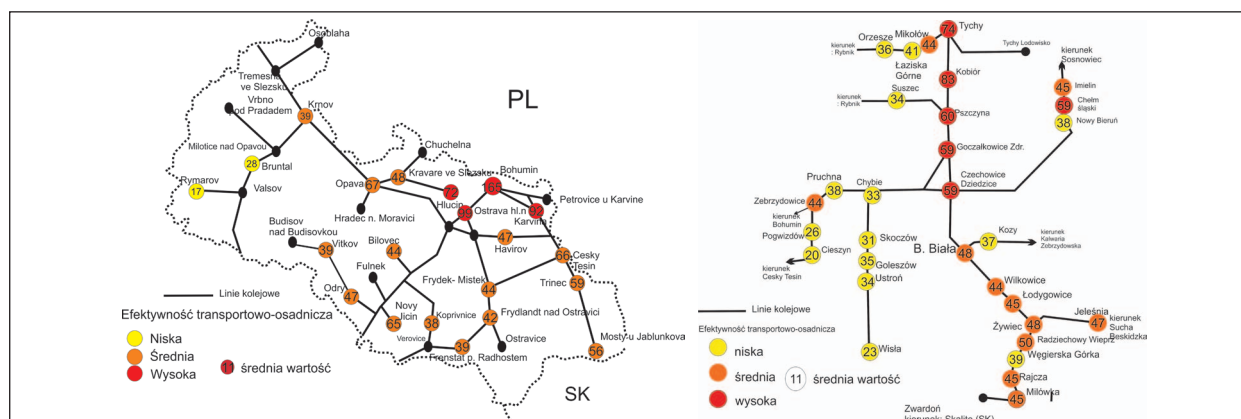 Osoblaha
Tremesna
ve Slezsku
Vrbno
pod Pradadem
Krnov
39
PL
Milotice nad Opavou
28
Bruntal
Rymarov
17
Valsov
Chuchelna
Kravare ve Slezsku
48
Opava
67
72
Hlucin
Bohumin
165
Petrovice u Karvine
99
Ostrava hl.n
92
Karvina
Hradec n. Moravici
Budisov
nad Budisovkou
39
Vitkov
Bilovec
44
47
Havirov
66
Cesky
Tesin
Fulnek
Odry
47
Frydek- Mistek
44
Trinec
59
Novy
Jicin
65
Koprivnice
38
42
Frydlandt nad Ostravici
Verovice
39
Frenstat p. Radhostem
Ostravice
Mosty u Jablunkova
56
SK
Linie kolejowe
Efektywność transportowo-osadnicza
Niska
Średnia
Wysoka
11
średnia wartość
Orzesze
Mikołów
74
Tychy
kierunek
: Rybnik
36
41
44
Łaziska
Górne
Tychy Lodowisko
kierunek
Sosnowiec
83
Kobiór
45
Imielin
Suszec
kierunek
: Rybnik
34
59
Chełm
śląski
60
Pszczyna
38
Nowy Bieruń
59
Goczałkowice Zdr.
Pruchna
38
Chybie
33
Czechowice
Dziedzice
59
Zebrzydowice
44
kierunek
Bohumin
Pogwizdów
26
Cieszyn
20
kierunek
Cesky Tesin
31
Skoczów
35
Goleszów
34
Ustroń
23
Wisła
B. Biała
48
Kozy
37
kierunek
Kalwaria
Zebrzydowska
Wilkowice
44
45
Łodygowice
Żywiec
48
Jeleśnia
47
kierunek
Sucha
Beskidzka
50
Radziechowy Wieprz
39
Węgierska Górka
45
Rajcza
45
Milówka
Zwardoń
kierunek: Skalite (SK)
Linie kolejowe
Efektywność transportowo-osadnicza
niska
średnia
wysoka
11
średnia wartość